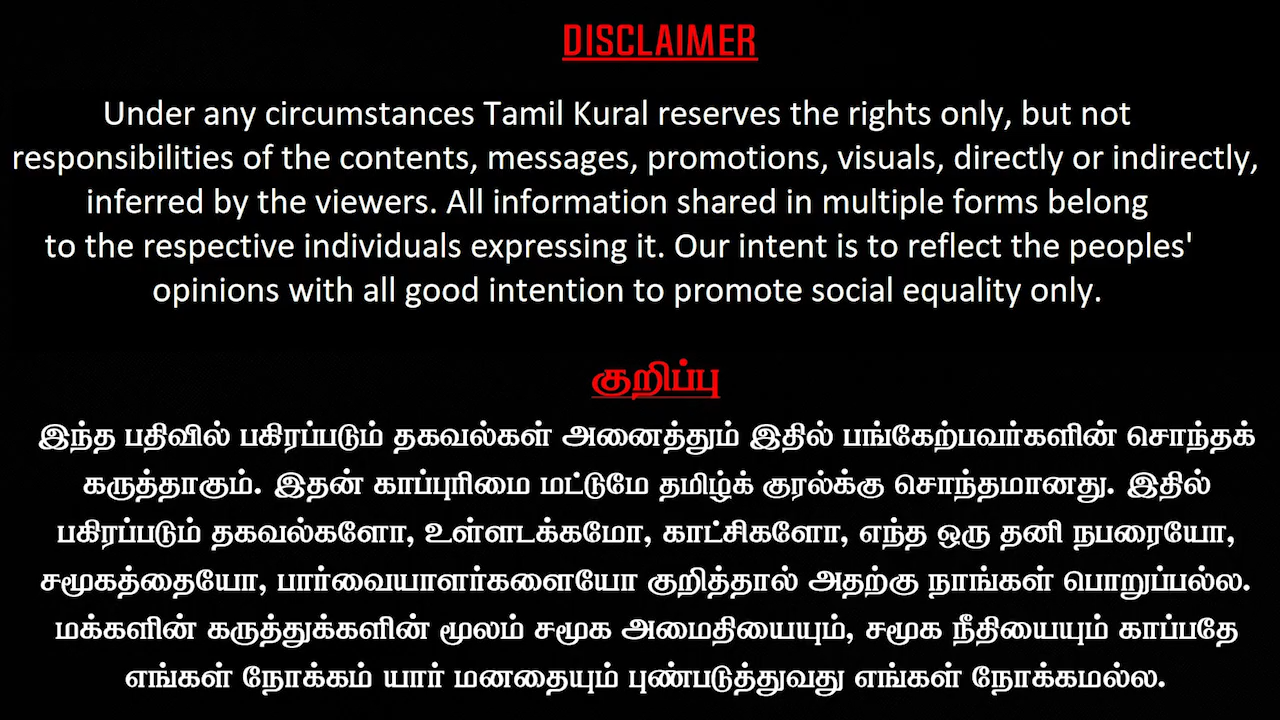 DISCLAIMER
Under any circumstances Tamil Kural reserves the rights only, but not
responsibilities of the contents, messages, promotions, visuals, directly or indirectly,
inferred by the viewers. All information shared in multiple forms belong
to the respective individuals expressing it. Our intent is to reflect the peoples'
opinions with all good intention to promote social equality only.
குறிப்பு
இந்த பதிவில் பகிரப்படும் தகவல்கள் அனைத்தும் இதில் பங்கேற்பவர்களின் சொந்தக்
கருத்தாகும். இதன் காப்புரிமை மட்டுமே தமிழ்க் குரல்க்கு சொந்தமானது. இதில்
பகிரப்படும் தகவல்களோ, உள்ளடக்கமோ, காட்சிகளோ, எந்த ஒரு தனி நபரையோ,
சமூகத்தையோ, பார்வையாளர்களையோ குறித்தால் அதற்கு நாங்கள் பொறுப்பல்ல.
மக்களின் கருத்துக்களின் மூலம் சமூக அமைதியையும், சமூக நீதியையும் காப்பதே
எங்கள் நோக்கம் யார் மனதையும் புண்படுத்துவது எங்கள் நோக்கமல்ல.